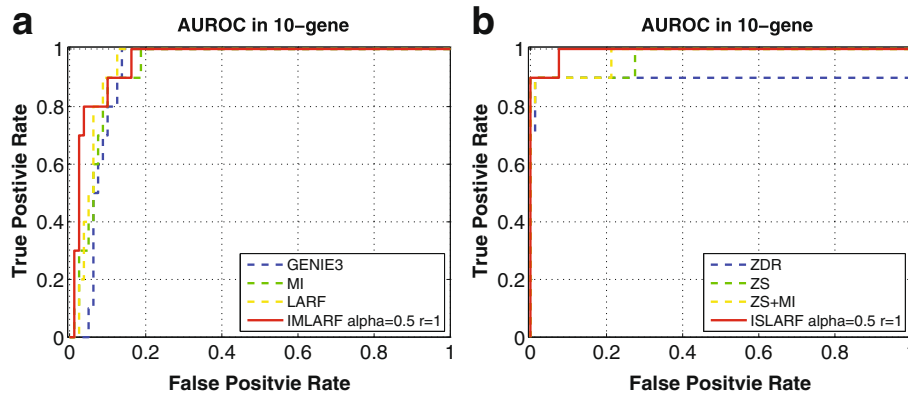 a
AUROC in 10−gene
True Postivie Rate
1
0.8
0.6
0.4
0.2
0
0
0.2
0.4
0.6
0.8
1
False Positvie Rate
GENIE3
MI
LARF
IMLARF alpha=0.5 r=1
b
AUROC in 10−gene
True Postivie Rate
1
0.8
0.6
0.4
0.2
0
0
0.2
0.4
0.6
0.8
1
False Positvie Rate
ZDR
ZS
ZS+MI
ISLARF alpha=0.5 r=1